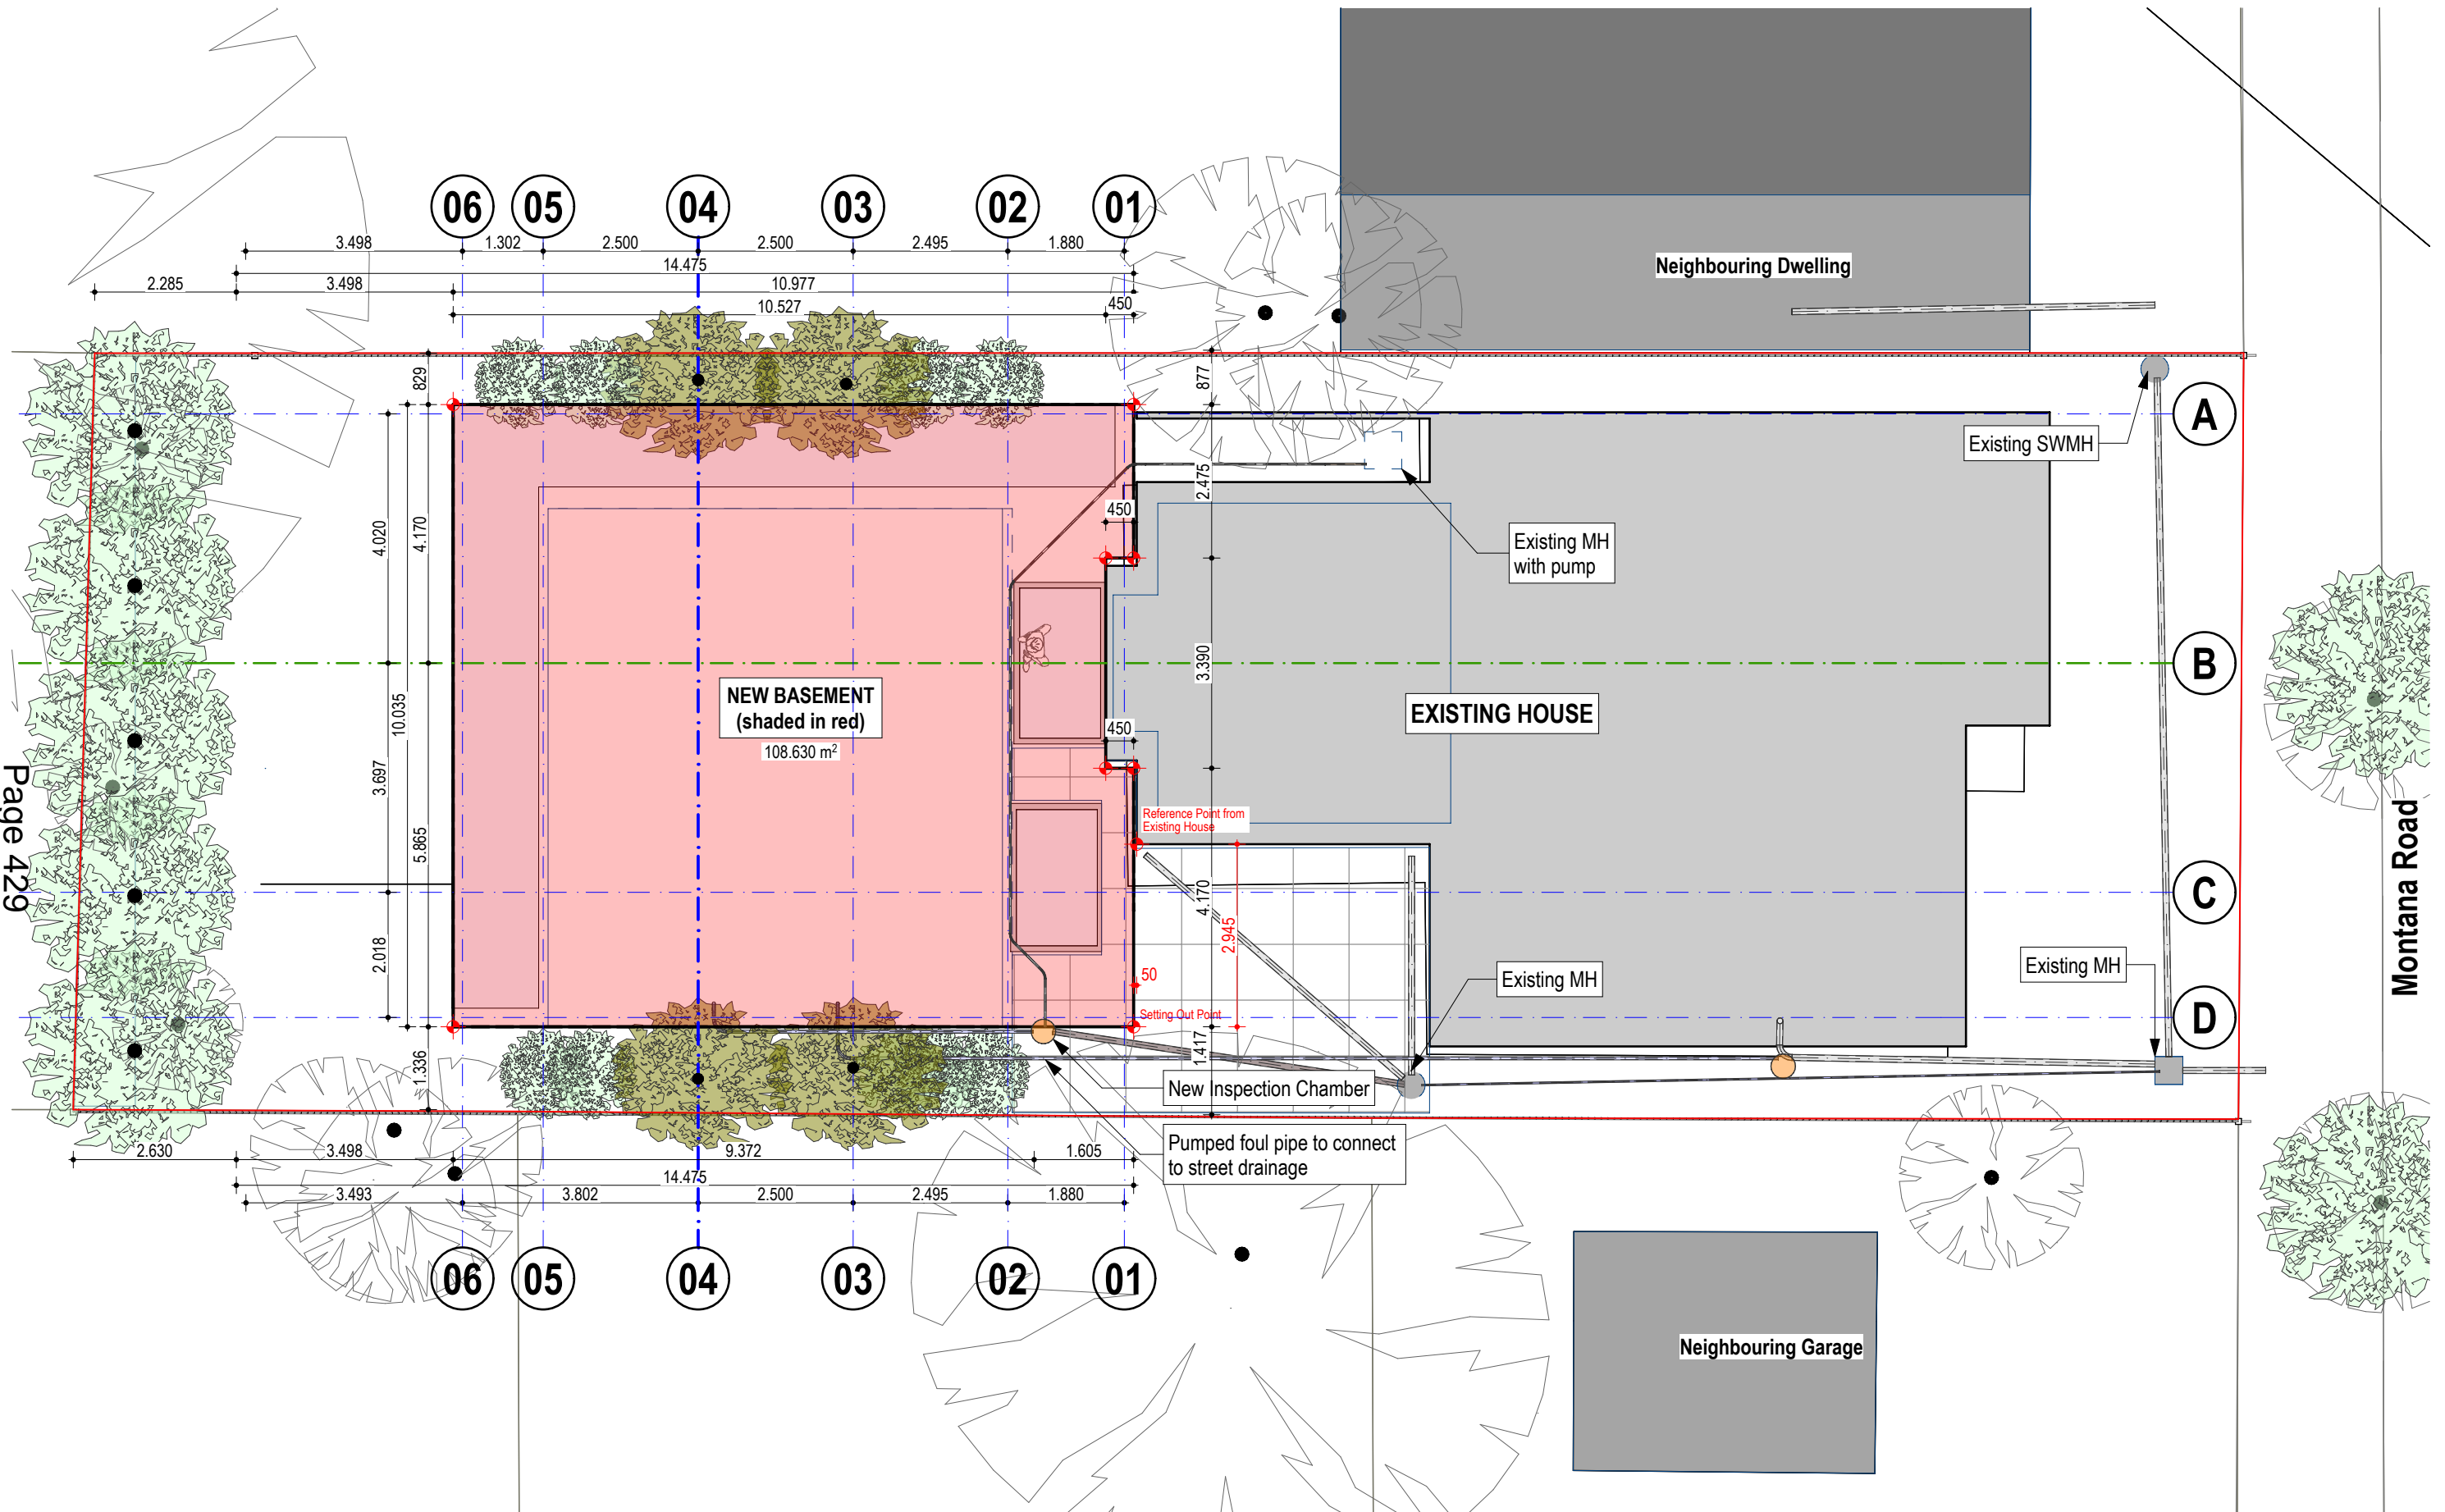 06
05
04
03
02
01
3.498
1.302
2.500
2.500
2.495
1.880
14.475
2.285
3.498
10.977
10.527
450
Neighbouring Dwelling
829
877
A
Existing SWMH
2.475
450
4.020
4.170
Existing MH
with pump
3.390
B
NEW BASEMENT
(shaded in red)
108.630 m²
EXISTING HOUSE
10.035
450
3.697
Page 429
5.865
Reference Point from
Existing House
Montana Road
4.170
C
2.945
2.018
50
Existing MH
Existing MH
Setting Out Point
D
1.336
1.417
New Inspection Chamber
Pumped foul pipe to connect
to street drainage
2.630
3.498
9.372
1.605
14.475
3.493
3.802
2.500
2.495
1.880
06
05
04
03
02
01
Neighbouring Garage